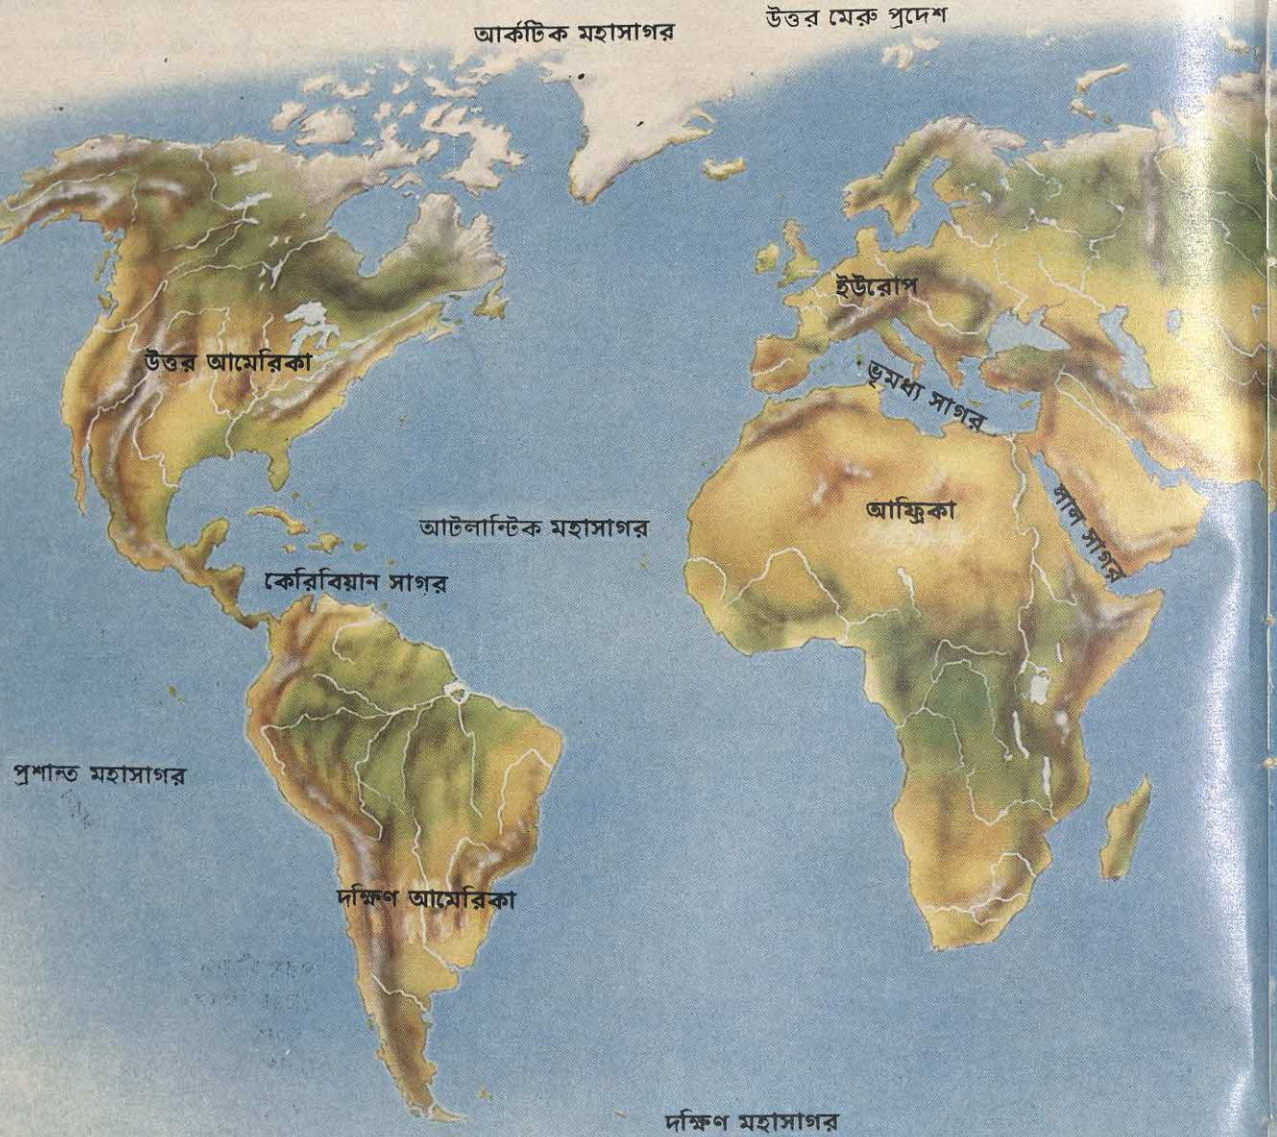 উত্তর মেরু প্রদেশ
আর্কটিক মহাসাগর
ইউরোপ
উত্তর আমেরিকা
ভূমধ্য সাগর
লাল সাগর
আফ্রিকা
আটলান্টিক মহাসাগর
কেরিবিয়ান সাগর
প্রশান্ত মহাসাগর
দক্ষিণ আমেরিকা
দক্ষিণ মহাসাগর